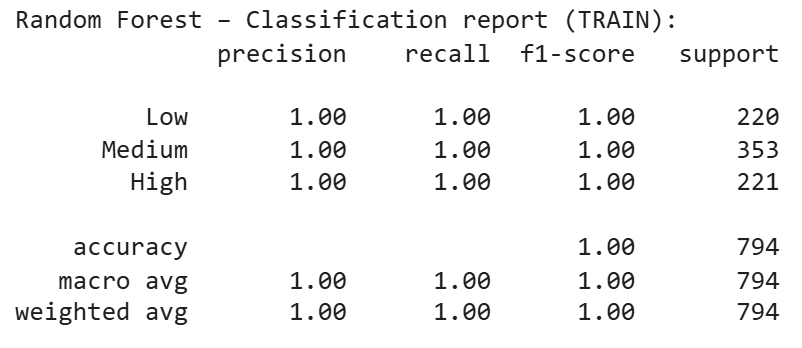 Random Forest – Classification report (TRAIN):
precision recall f1-score support
Low 1.00 1.00 1.00 220
Medium 1.00 1.00 1.00 353
High 1.00 1.00 1.00 221
accuracy 1.00 794
macro avg 1.00 1.00 1.00 794
weighted avg 1.00 1.00 1.00 794